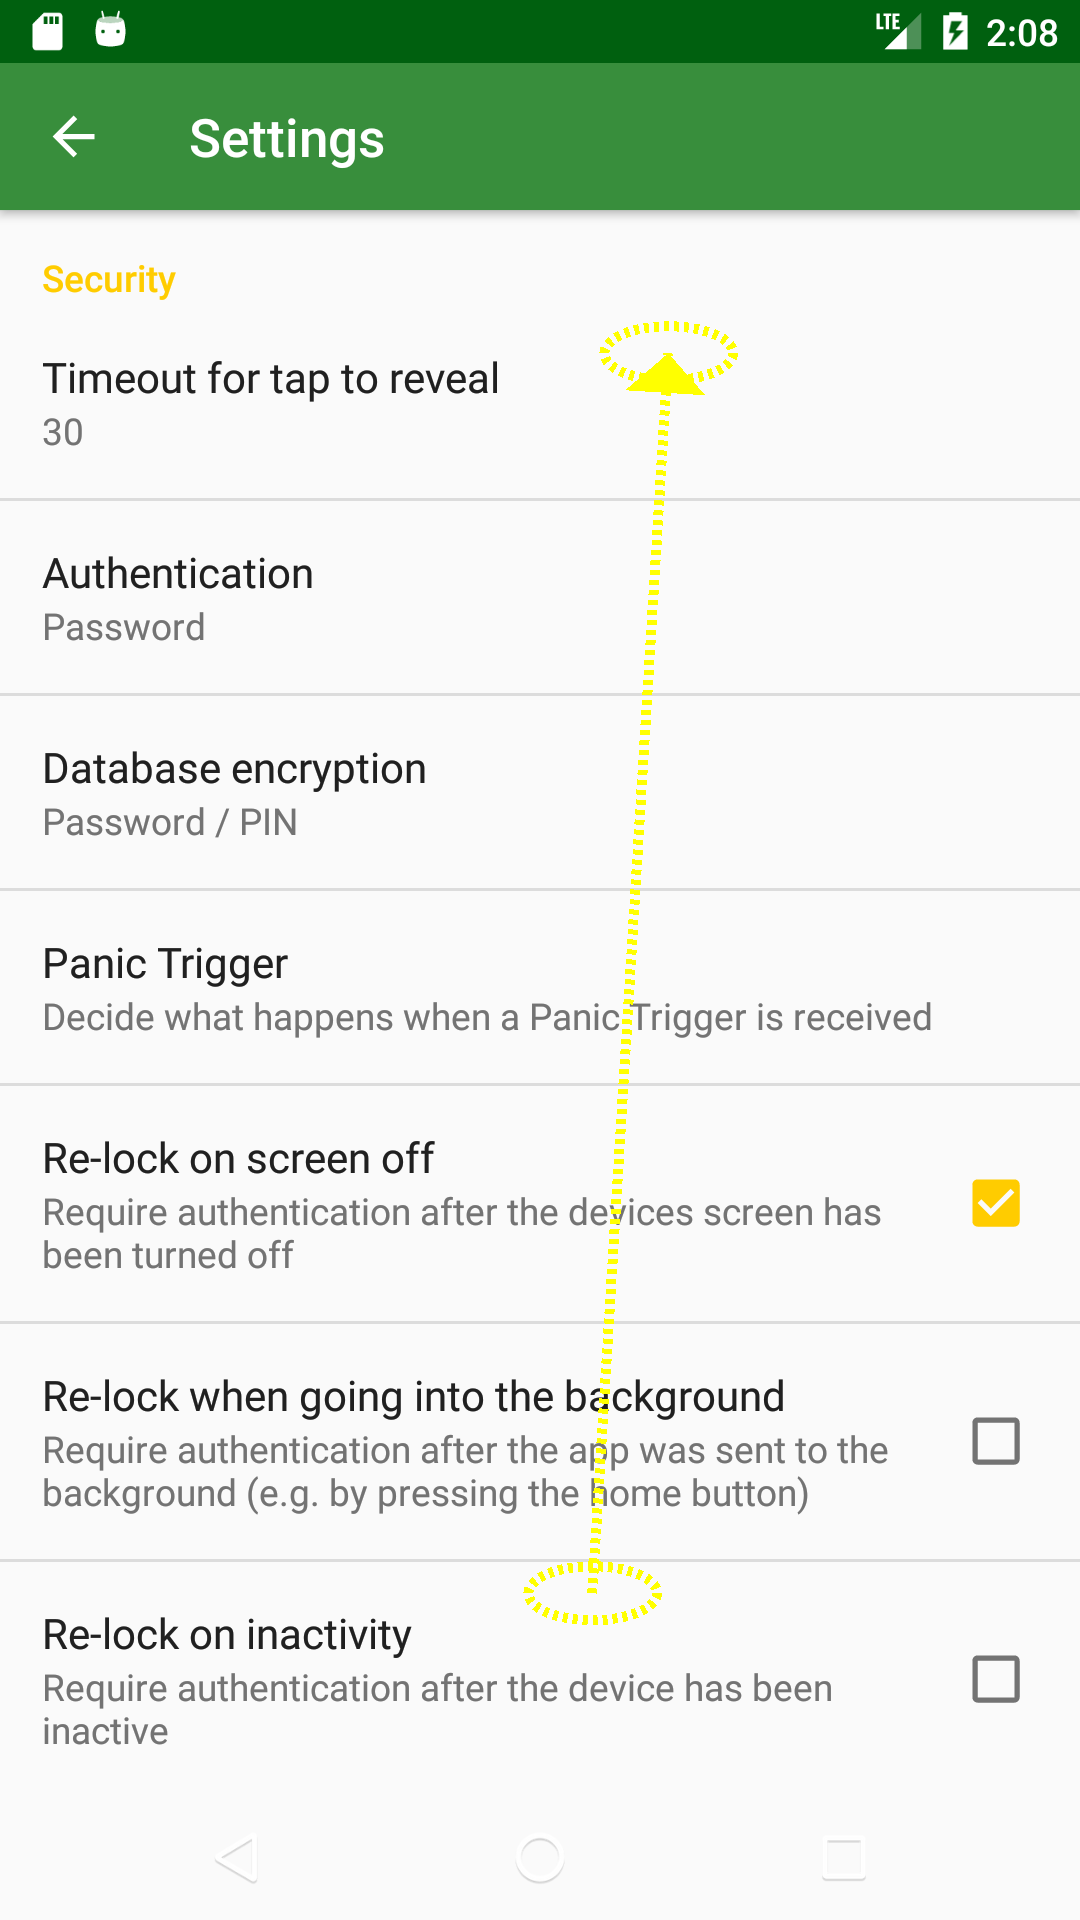 LTE 2:08
Settings
Security
Timeout for tap to reveal
30
Authentication
Password
Database encryption
Password / PIN
Panic Trigger
Decide what happens when a Panic Trigger is received
Re-lock on screen off
Require authentication after the devices screen has
been turned off
Re-lock when going into the background
Require authentication after the app was sent to the
background (e.g. by pressing the home button)
Re-lock on inactivity
Require authentication after the device has been
inactive